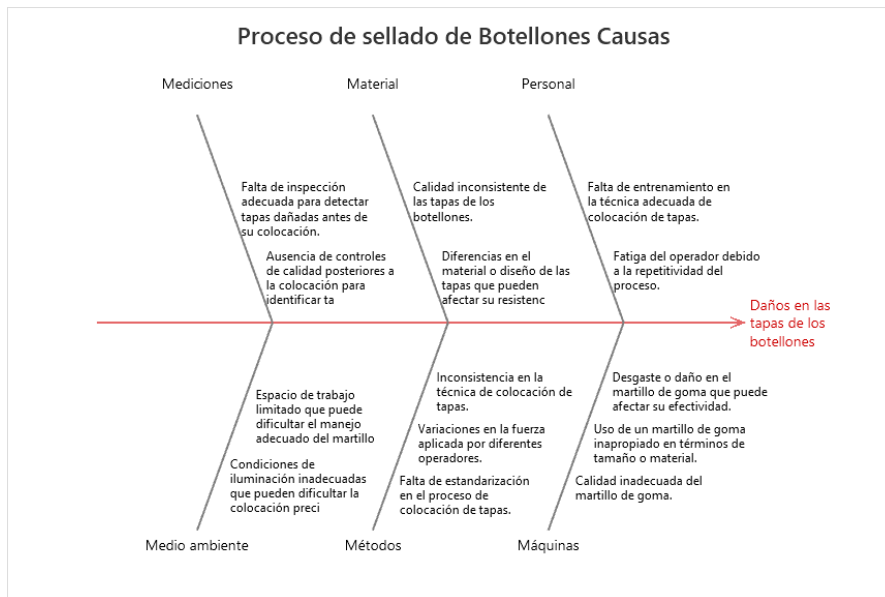 Proceso de sellado de Botellones Causas
Mediciones
Material
Personal
Falta de inspección
adecuada para detectar
tapas dañadas antes de
su colocación.
Ausencia de controles
de calidad posteriores a
la colocación para
identificar ta
Calidad inconsistente de
las tapas de los
botellones.
Diferencias en el
material o diseño de las
tapas que pueden
afectar su resistenc
Falta de entrenamiento en
la técnica adecuada de
colocación de tapas.
Fatiga del operador debido
a la repetitividad del
proceso.
Daños en las
tapas de los
botellones
Espacio de trabajo
limitado que puede
dificultar el manejo
adecuado del martillo
Condiciones de
iluminación inadecuadas
que pueden dificultar la
colocación preci
Inconsistencia en la
técnica de colocación de
tapas.
Variaciones en la fuerza
aplicada por diferentes
operadores.
Falta de estandarización
en el proceso de
colocación de tapas.
Desgaste o daño en el
martillo de goma que puede
afectar su efectividad.
Uso de un martillo de goma
inapropiado en términos de
tamaño o material.
Calidad inadecuada del
martillo de goma.
Medio ambiente
Métodos
Máquinas